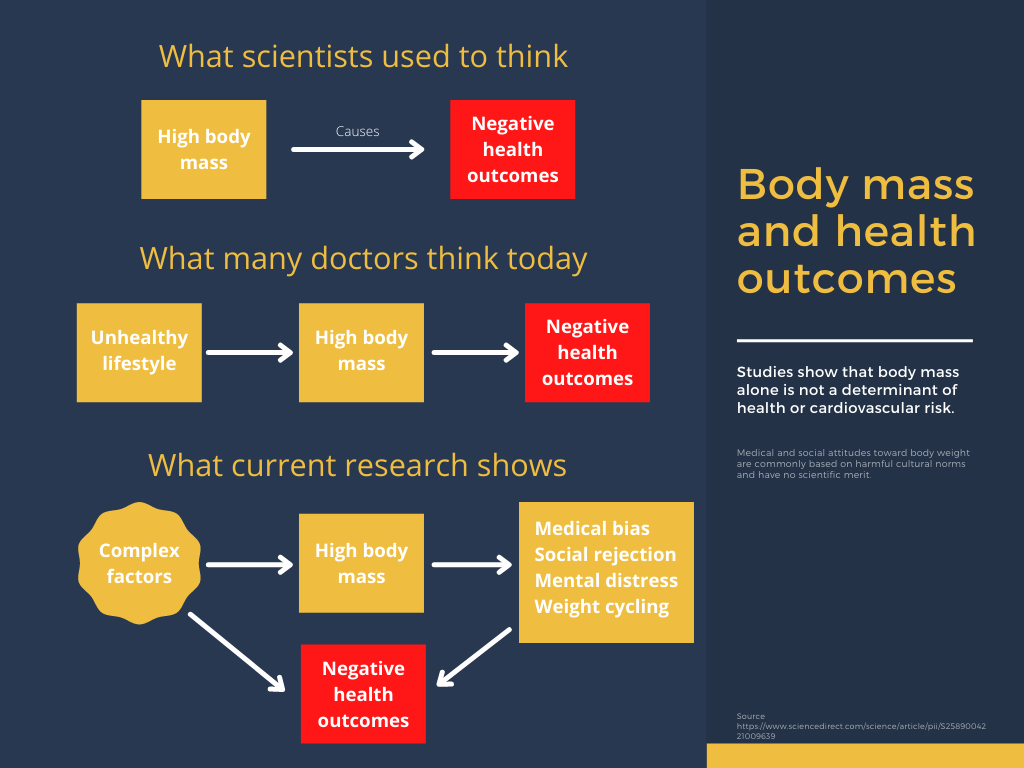 What scientists used to think
High body
mass
Causes
Negative
health
outcomes
What many doctors think today
Unhealthy
lifestyle
High body
mass
Negative
health
outcomes
What current research shows
Complex
factors
High body
mass
Medical bias
Social rejection
Mental distress
Weight cycling
Negative
health
outcomes
Body mass
and health
outcomes
Studies show that body mass
alone is not a determinant of
health or cardiovascular risk.
Medical and social attitudes toward body weight
are commonly based on harmful cultural norms
and have no scientific merit.
Source
https://www.sciencedirect.com/science/article/pii/S25890042
21009639